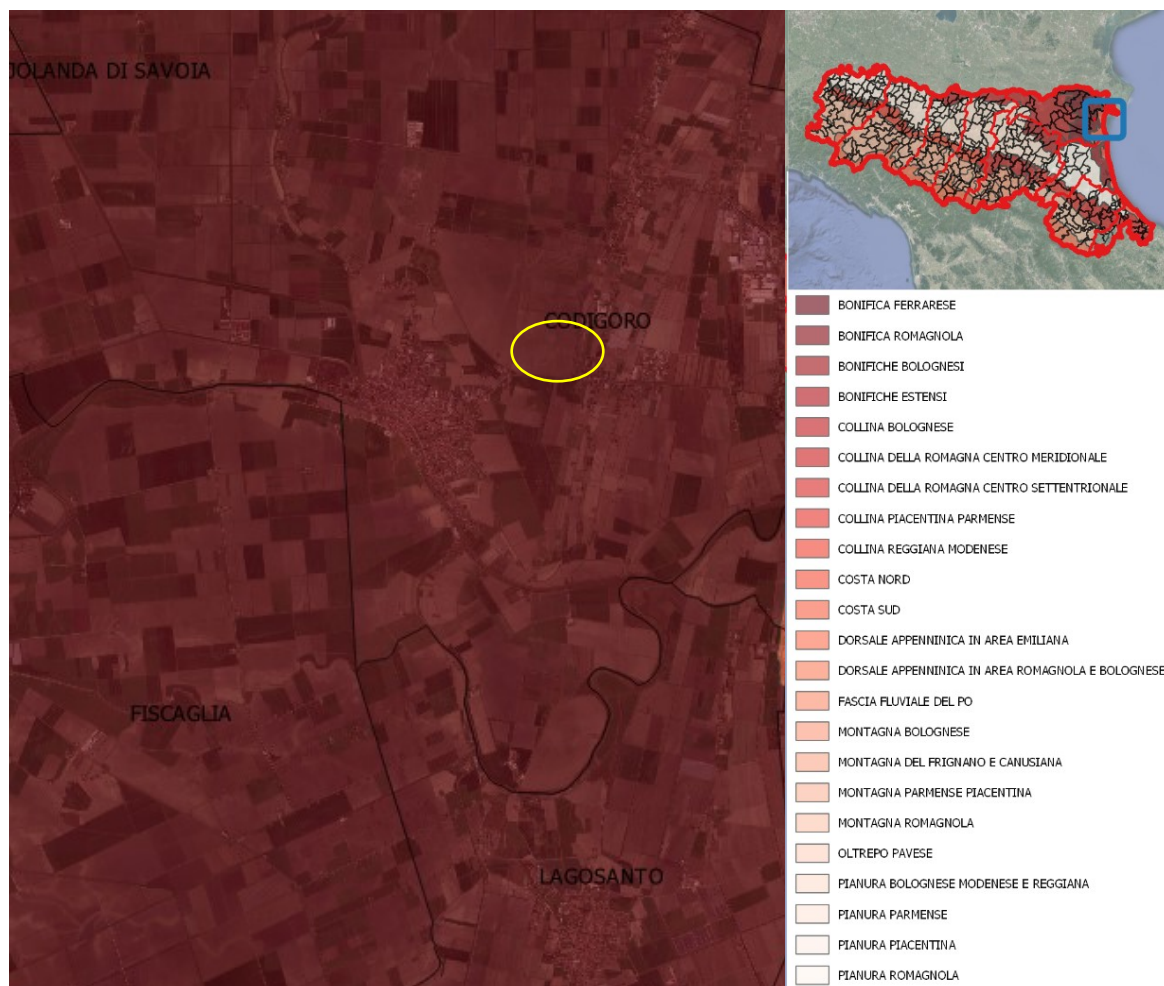 JOLANDA DI SAVOIA
CODIGORO
FISCAGLIA
LAGOSANTO
BONIFICA FERRARESE
BONIFICA ROMAGNOLA
BONIFICHE BOLOGNESI
BONIFICHE ESTENSI
COLLINA BOLOGNESE
COLLINA DELLA ROMAGNA CENTRO MERIDIONALE
COLLINA DELLA ROMAGNA CENTRO SETTENTRIONALE
COLLINA PIACENTINA PARMENSE
COLLINA REGGIANA MODENESE
COSTA NORD
COSTA SUD
DORSALE APPENNINICA IN AREA EMILIANA
DORSALE APPENNINICA IN AREA ROMAGNOLA E BOLOGNESE
FASCIA FLUVIALE DEL PO
MONTAGNA BOLOGNESE
MONTAGNA DEL FRIGNANO E CANUSIANA
MONTAGNA PARMENSE PIACENTINA
MONTAGNA ROMAGNOLA
OLTREPO PAVESE
PIANURA BOLOGNESE MODENESE E REGGIANA
PIANURA PARMENSE
PIANURA PIACENTINA
PIANURA ROMAGNOLA